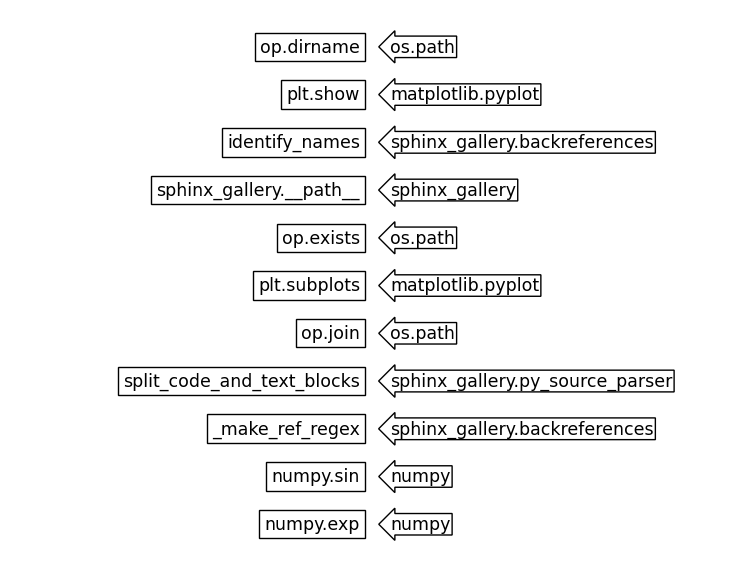 op.dirname os.path
plt.show matplotlib.pyplot
identify_names sphinx_gallery.backreferences
sphinx_gallery.__path__ sphinx_gallery
op.exists os.path
plt.subplots matplotlib.pyplot
op.join os.path
split_code_and_text_blocks sphinx_gallery.py_source_parser
_make_ref_regex sphinx_gallery.backreferences
numpy.sin numpy
numpy.exp numpy